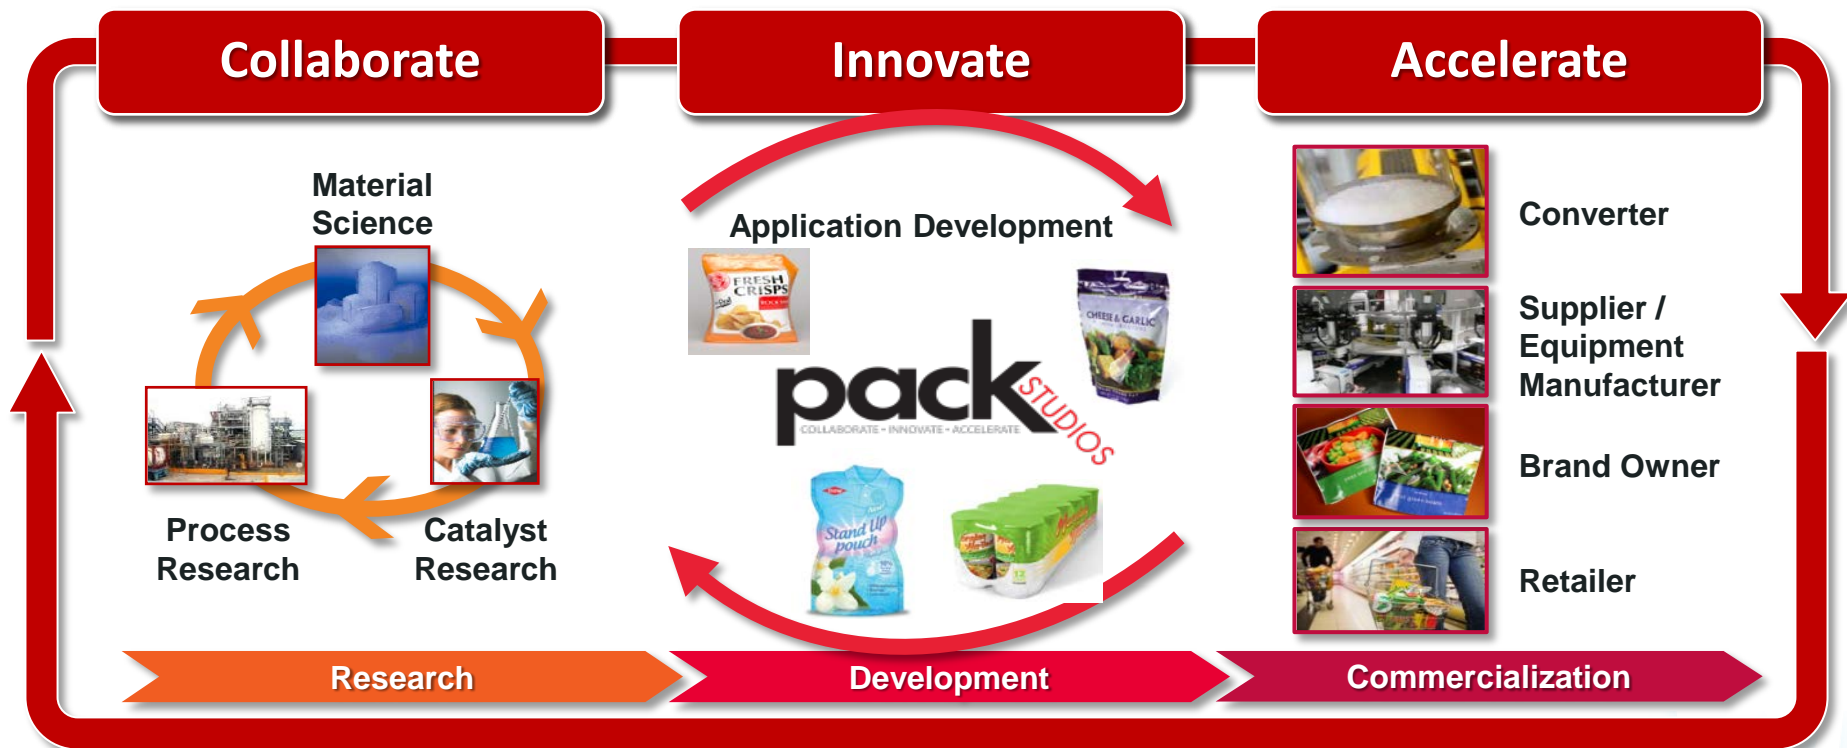 Collaborate
Innovate
Accelerate
Material
Science
Process
Research
Catalyst
Research
Application Development
FRESH
CRISPS
CHEESE & GARLIC
pack
STUDIOS
COLLABORATE • INNOVATE • ACCELERATE
Stand Up
pouch
Converter
Supplier /
Equipment
Manufacturer
Brand Owner
Retailer
Research
Development
Commercialization